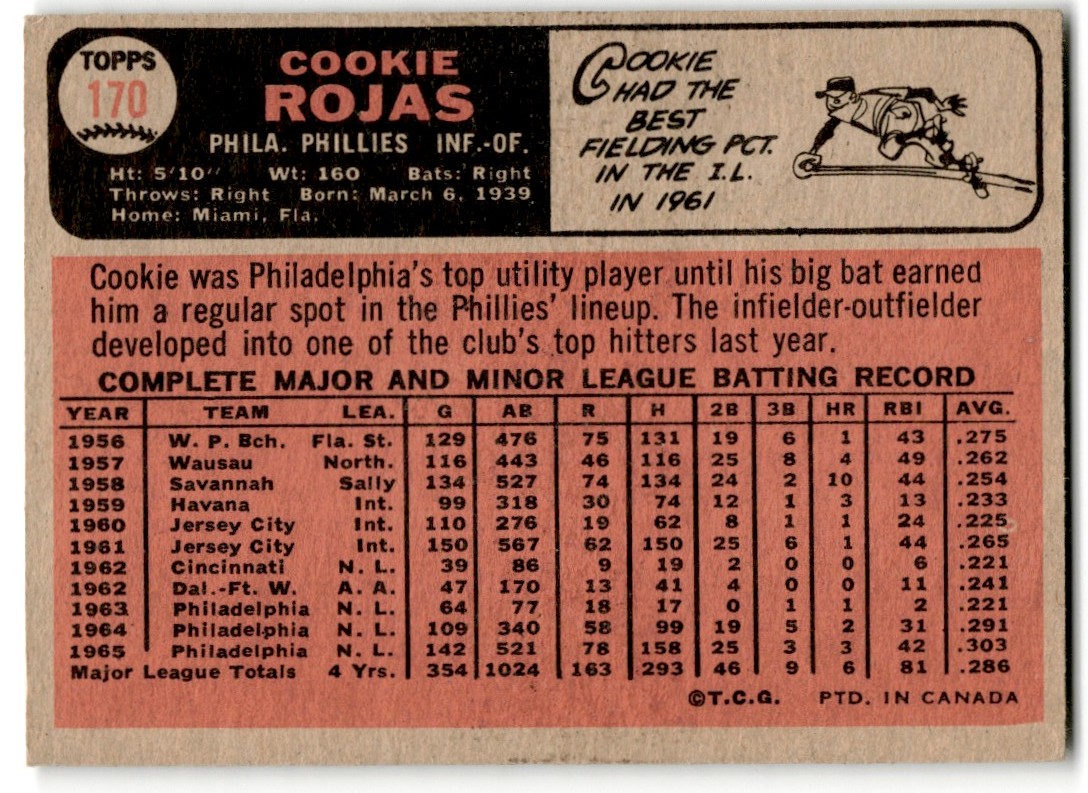 TOPPS
170
COOKIE
ROJAS
PHILA. PHILLIES INF.-OF.
Ht: 5'10" Wt: 160 Bats: Right
Throws: Right Born: March 6, 1939
Home: Miami, Fla.
COOKIE
HAD THE
BEST
FIELDING PCT.
IN THE I.L.
IN 1961
Cookie was Philadelphia's top utility player until his big bat earned
him a regular spot in the Phillies' lineup. The infielder-outfielder
developed into one of the club's top hitters last year.
COMPLETE MAJOR AND MINOR LEAGUE BATTING RECORD
YEAR TEAM LEA. G AB R H 2B 3B HR RBI AVG.
1956 W. P. Bch. Fla. St. 129 476 75 131 19 6 1 43 .275
1957 Wausau North. 116 443 46 116 25 8 4 49 .262
1958 Savannah Sally 134 527 74 134 24 2 10 44 .254
1959 Havana Int. 99 318 30 74 12 1 3 13 .233
1960 Jersey City Int. 110 276 19 62 8 1 1 24 .225
1961 Jersey City Int. 150 567 62 150 25 6 1 44 .265
1962 Cincinnati N. L. 39 86 9 19 2 0 0 6 .221
1962 Dal.-Ft. W. A. A. 47 170 13 41 4 0 0 11 .241
1963 Philadelphia N. L. 64 77 18 17 0 1 1 2 .221
1964 Philadelphia N. L. 109 340 58 99 19 5 2 31 .291
1965 Philadelphia N. L. 142 521 78 158 25 3 3 42 .303
Major League Totals 4 Yrs. 354 1024 163 293 46 9 6 81 .286
©T.C.G. PTD. IN CANADA